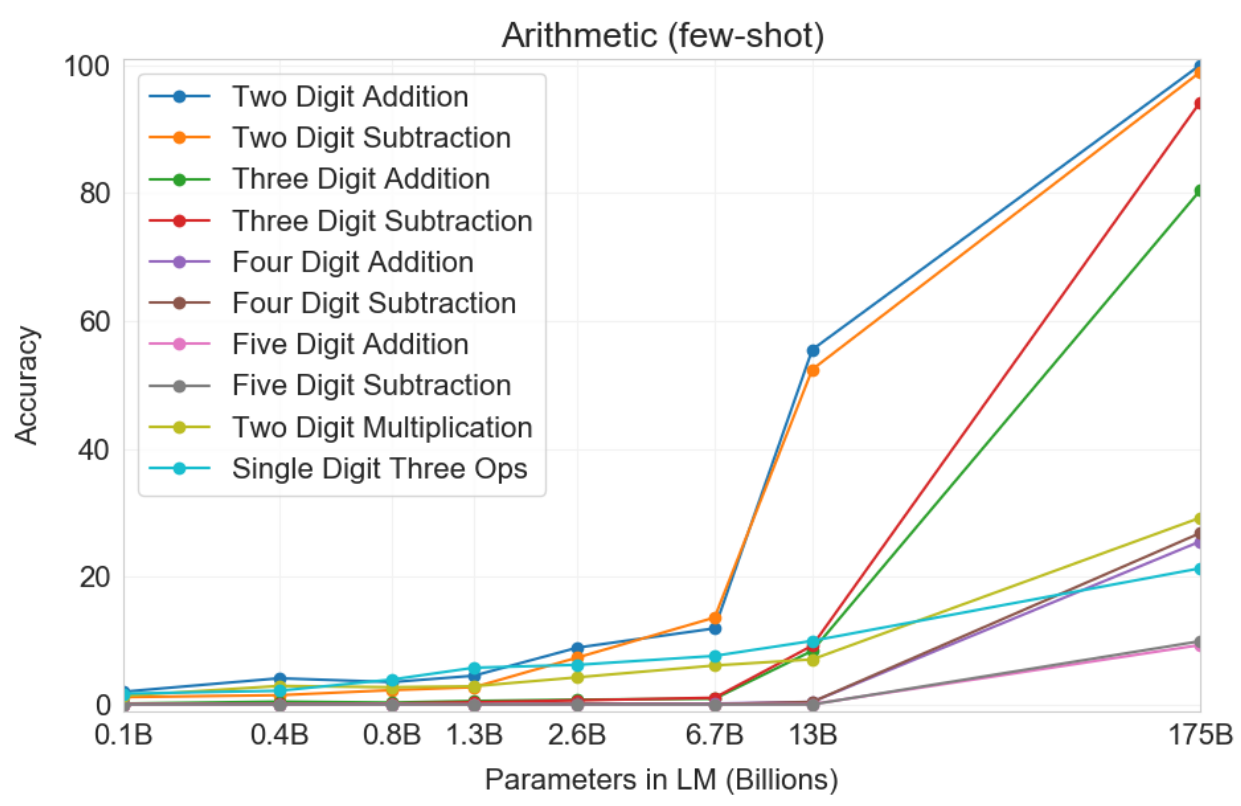 Arithmetic (few-shot)
100
80
60
40
20
0
Accuracy
Two Digit Addition
Two Digit Subtraction
Three Digit Addition
Three Digit Subtraction
Four Digit Addition
Four Digit Subtraction
Five Digit Addition
Five Digit Subtraction
Two Digit Multiplication
Single Digit Three Ops
0.1B 0.4B 0.8B 1.3B 2.6B 6.7B 13B 175B
Parameters in LM (Billions)